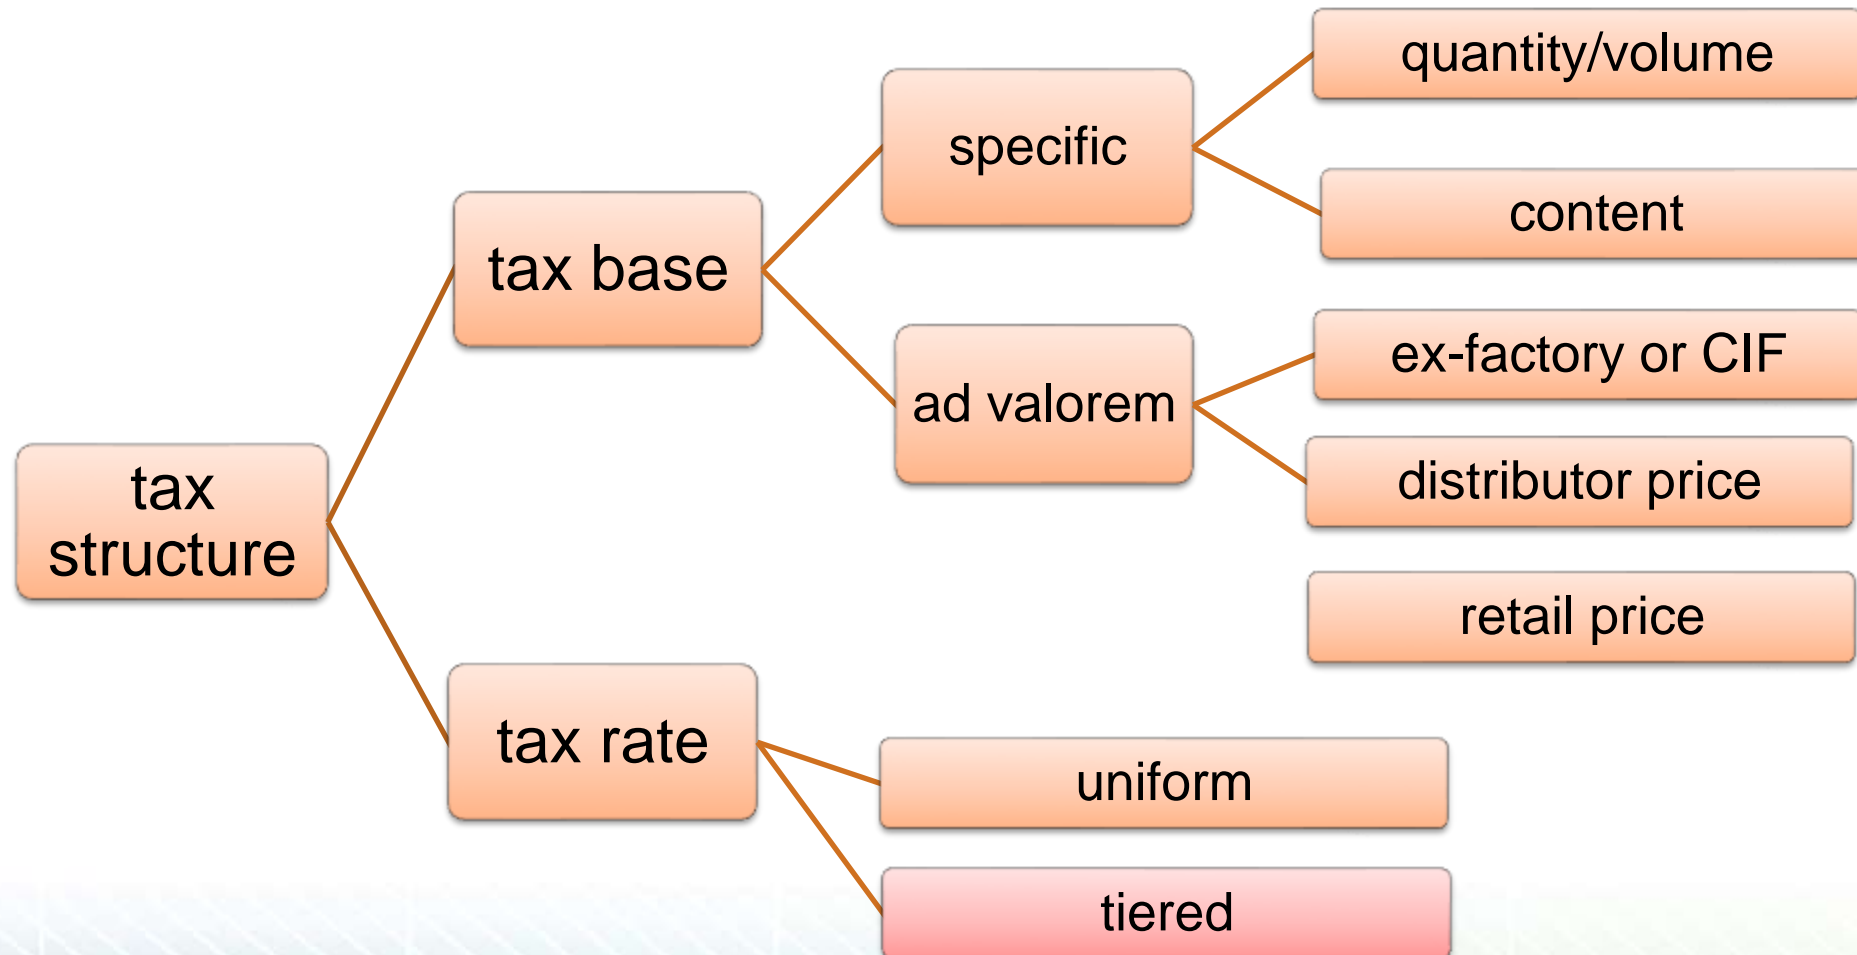 quantity/volume
specific
content
tax base
ex-factory or CIF
ad valorem
distributor price
tax
structure
retail price
tax rate
uniform
tiered